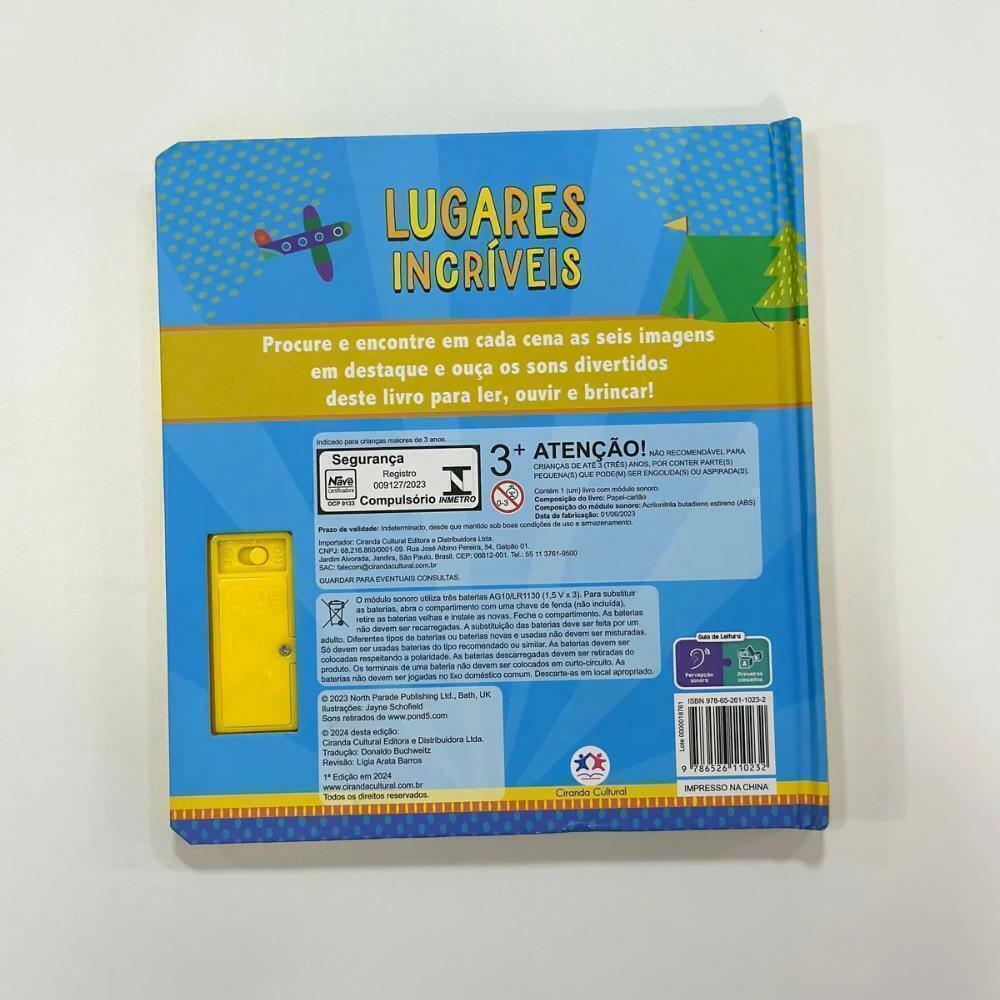 LUGARES
INCRÍVEIS
Procure e encontre em cada cena as seis imagens
em destaque e ouça os sons divertidos
deste livro para ler, ouvir e brincar!
Indicado para crianças maiores de 3 anos.
Segurança
Registro
009127/2023
Compulsório
Nave
Certificadora
OCP 0133
INMETRO
3+ ATENÇÃO! NÃO RECOMENDÁVEL PARA
CRIANÇAS DE ATÉ 3 (TRÊS) ANOS, POR CONTER PARTE(S)
PEQUENA(S) QUE PODE(M) SER ENGOLIDA(S) OU ASPIRADA(S).
0-3
Contém 1 (um) livro com módulo sonoro.
Composição do livro: Papel-cartão
Composição do módulo sonoro: Acrilonitrila butadiano estireno (ABS)
Data de fabricação: 01/06/2023
Prazo de validade: Indeterminado, desde que mantido sob boas condições de uso e armazenamento.
Importador: Ciranda Cultural Editora e Distribuidora Ltda.
CNPJ: 68.216.860/0001-09. Rua José Albino Pereira, 54, Galpão 01.
Jardim Alvorada, Jandira, São Paulo, Brasil. CEP: 06612-001. Tel.: 55 11 3761-9500
SAC: falecom@cirandacultural.com.br
GUARDAR PARA EVENTUAIS CONSULTAS.
O módulo sonoro utiliza três baterias AG10/LR1130 (1,5 V x 3). Para substituir
as baterias, abra o compartimento com uma chave de fenda (não incluída),
retire as baterias velhas e instale as novas. Feche o compartimento. As baterias
não devem ser recarregadas. A substituição das baterias deve ser feita por um
adulto. Diferentes tipos de baterias ou baterias novas e usadas não devem ser misturadas.
Só devem ser usadas baterias do tipo recomendado ou similar. As baterias devem ser
colocadas respeitando a polaridade. As baterias descarregadas devem ser retiradas do
produto. Os terminais de uma bateria não devem ser colocados em curto-circuito. As
baterias não devem ser jogadas no lixo doméstico comum. Descarte-as em local apropriado.
© 2023 North Parade Publishing Ltd., Bath, UK
Ilustrações: Jayne Schofield
Sons retirados de www.pond5.com
© 2024 desta edição:
Ciranda Cultural Editora e Distribuidora Ltda.
Tradução: Donaldo Buchweitz
Revisão: Lígia Arata Barros
1ª Edição em 2024
www.cirandacultural.com.br
Todos os direitos reservados.
Ciranda Cultural
Guia de Leitura
Percepção
sonora
Primeiros
conceitos
ISBN 978-65-261-1023-2
Lote 0000018761
9 786526 110232
IMPRESSO NA CHINA